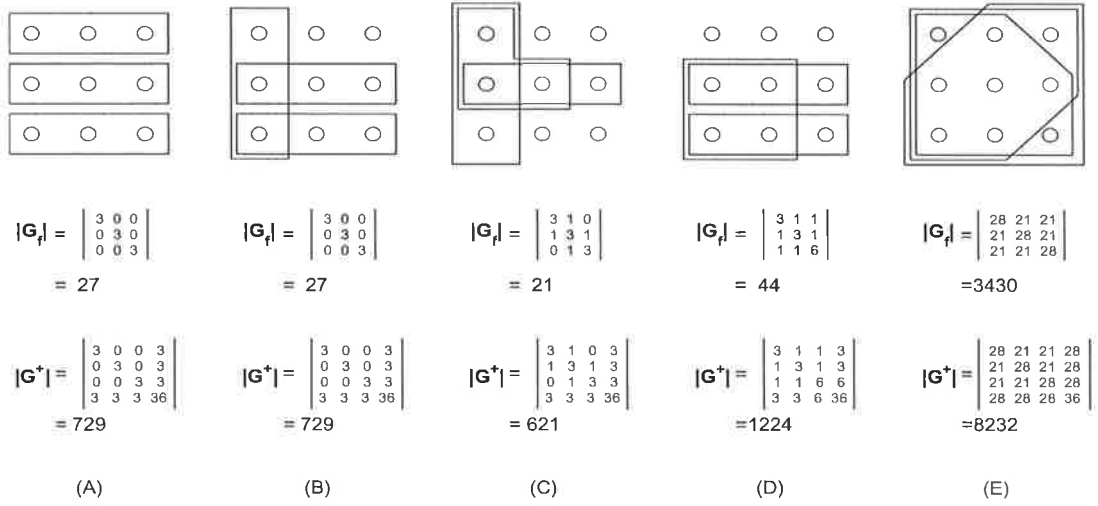 |Gf| = | 3 0 0 |
| 0 3 0 |
| 0 0 3 |
= 27
|G+| = | 3 0 0 3 |
| 0 3 0 3 |
| 0 0 3 3 |
| 3 3 3 36 |
= 729
(A)
|Gf| = | 3 0 0 |
| 0 3 0 |
| 0 0 3 |
= 27
|G+| = | 3 0 0 3 |
| 0 3 0 3 |
| 0 0 3 3 |
| 3 3 3 36 |
= 729
(B)
|Gf| = | 3 1 0 |
| 1 3 1 |
| 0 1 3 |
= 21
|G+| = | 3 1 0 3 |
| 1 3 1 3 |
| 0 1 3 3 |
| 3 3 3 36 |
= 621
(C)
|Gf| = | 3 1 1 |
| 1 3 1 |
| 1 1 6 |
= 44
|G+| = | 3 1 1 3 |
| 1 3 1 3 |
| 1 1 6 6 |
| 3 3 6 36 |
=1224
(D)
|Gf| = | 28 21 21 |
| 21 28 21 |
| 21 21 28 |
=3430
|G+| = | 28 21 21 28 |
| 21 28 21 28 |
| 21 21 28 28 |
| 28 28 28 36 |
=8232
(E)